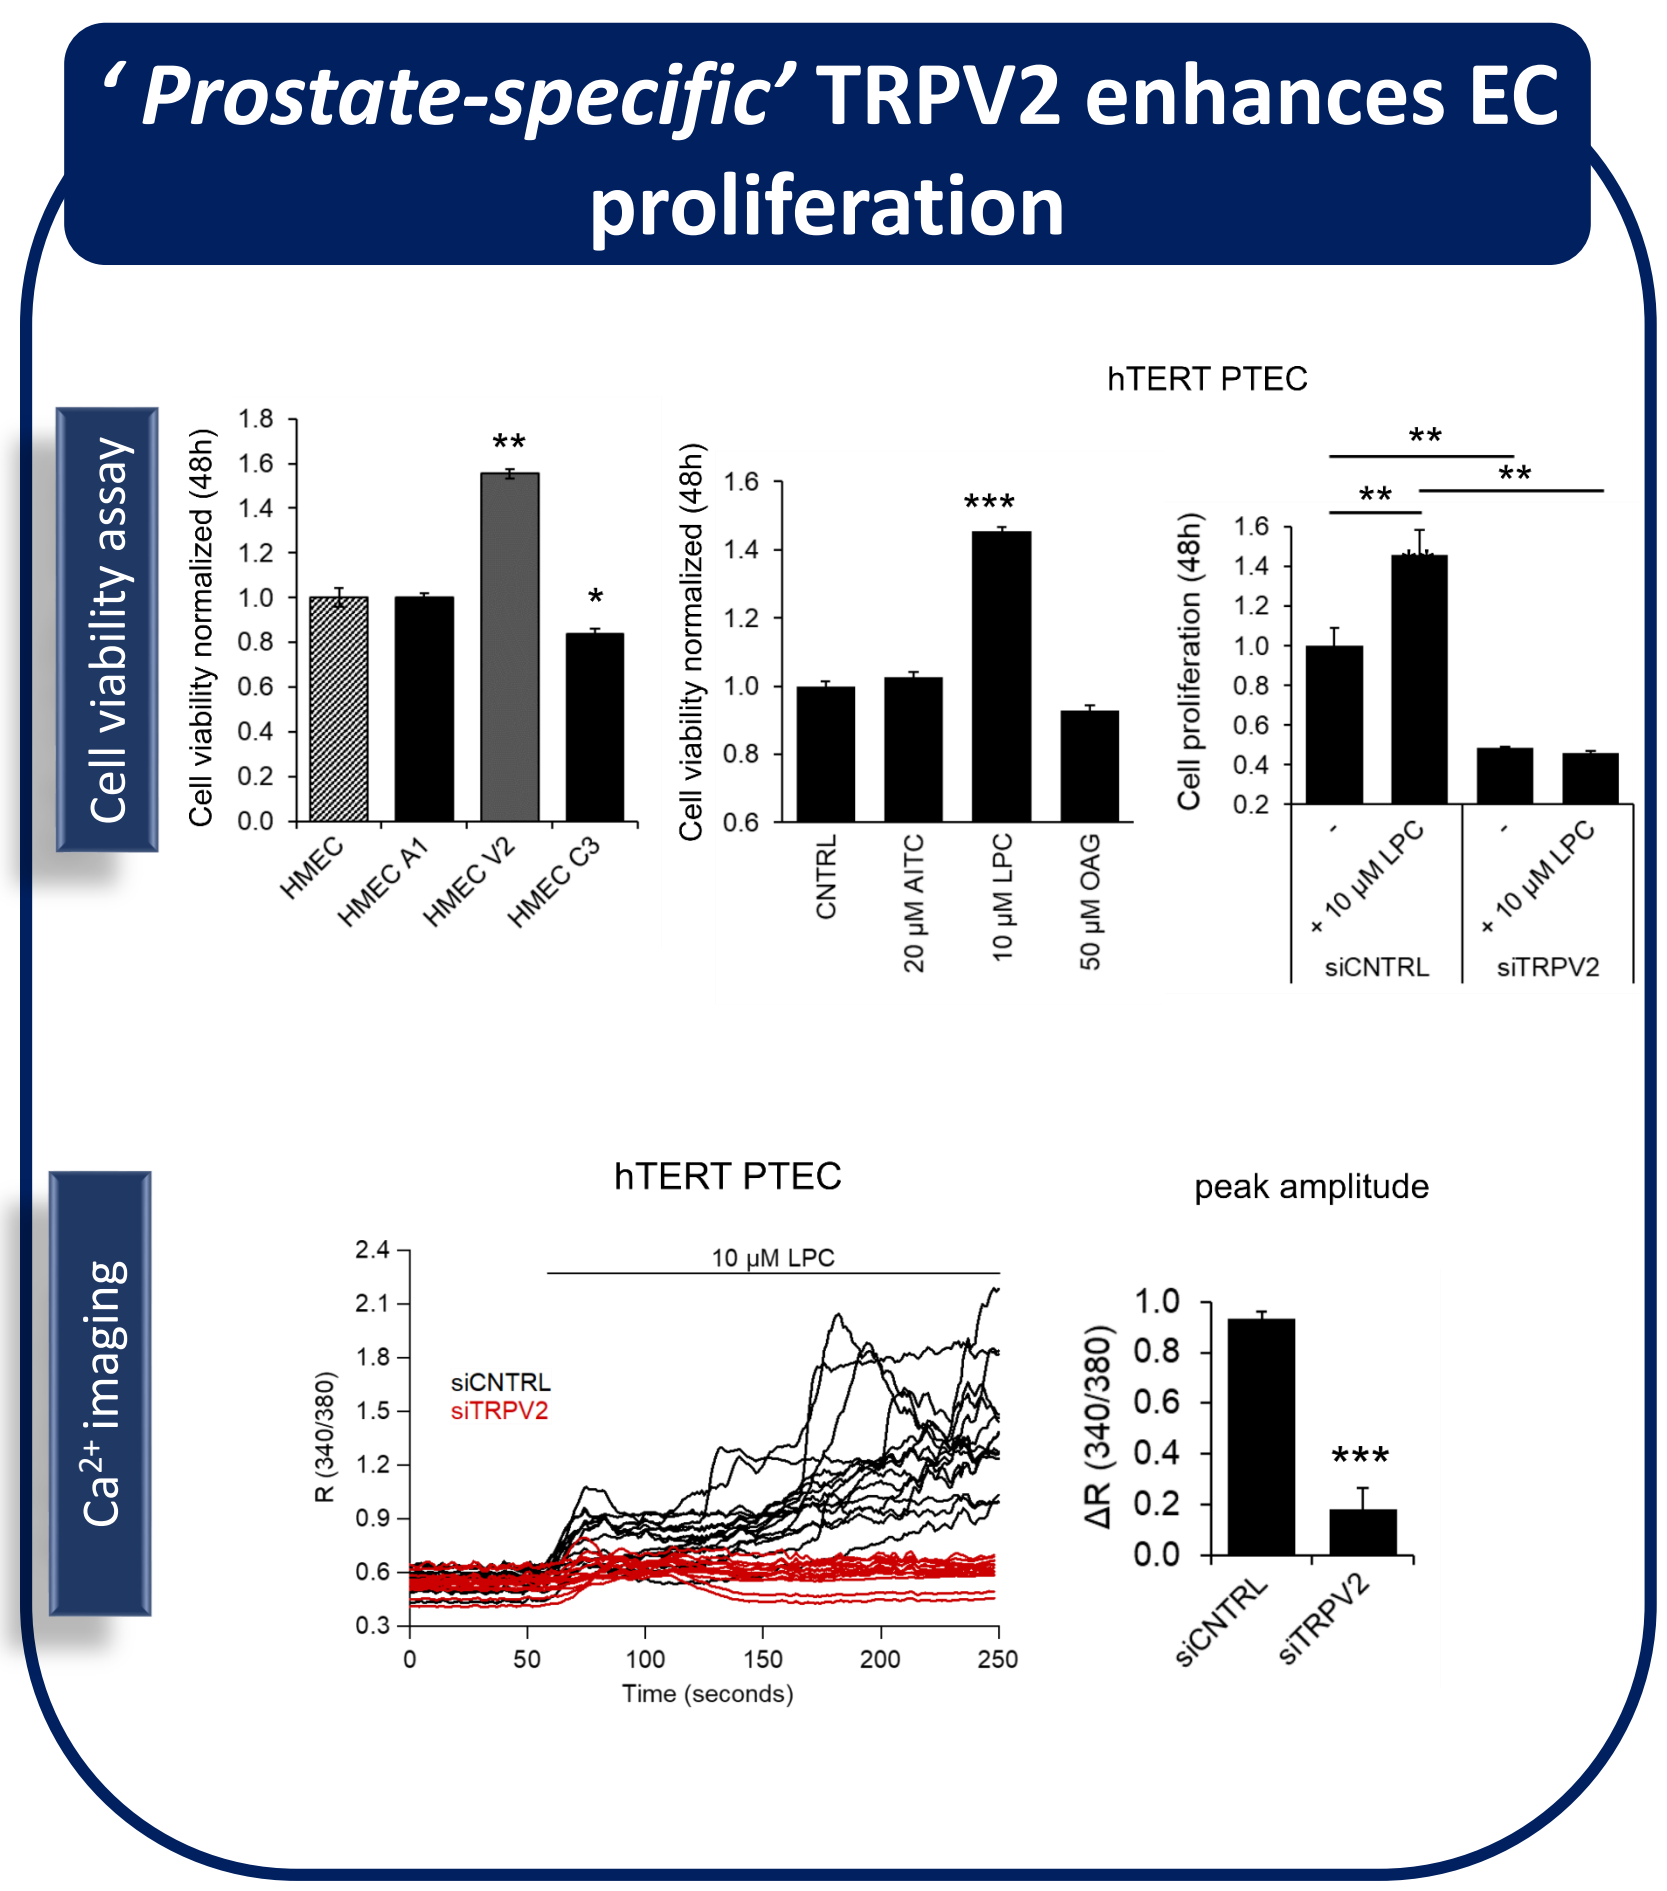 ‘ Prostate-specific’ TRPV2 enhances EC
proliferation
Cell viability assay
Cell viability normalized (48h)
1.8
1.6
1.4
1.2
1.0
0.8
0.6
0.4
0.2
0.0
**
*
HMEC
HMEC A1
HMEC V2
HMEC C3
hTERT PTEC
Cell viability normalized (48h)
1.6
1.4
1.2
1.0
0.8
0.6
***
CNTRL
20 µM AITC
10 µM LPC
50 µM OAG
Cell proliferation (48h)
1.6
1.4
1.2
1.0
0.8
0.6
0.4
0.2
**
**
**
-
+ 10 µM LPC
-
+ 10 µM LPC
siCNTRL
siTRPV2
Ca2+ imaging
hTERT PTEC
R (340/380)
2.4
2.1
1.8
1.5
1.2
0.9
0.6
0.3
10 µM LPC
siCNTRL
siTRPV2
0
50
100
150
200
250
Time (seconds)
peak amplitude
ΔR (340/380)
1.0
0.8
0.6
0.4
0.2
0.0
***
siCNTRL
siTRPV2